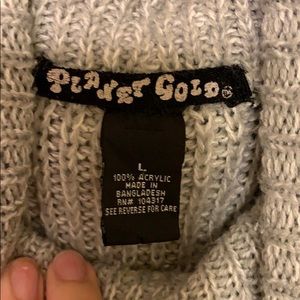 PLANET GOLD
L
100% ACRYLIC
MADE IN
BANGLADESH
RN# 104317
SEE REVERSE FOR CARE